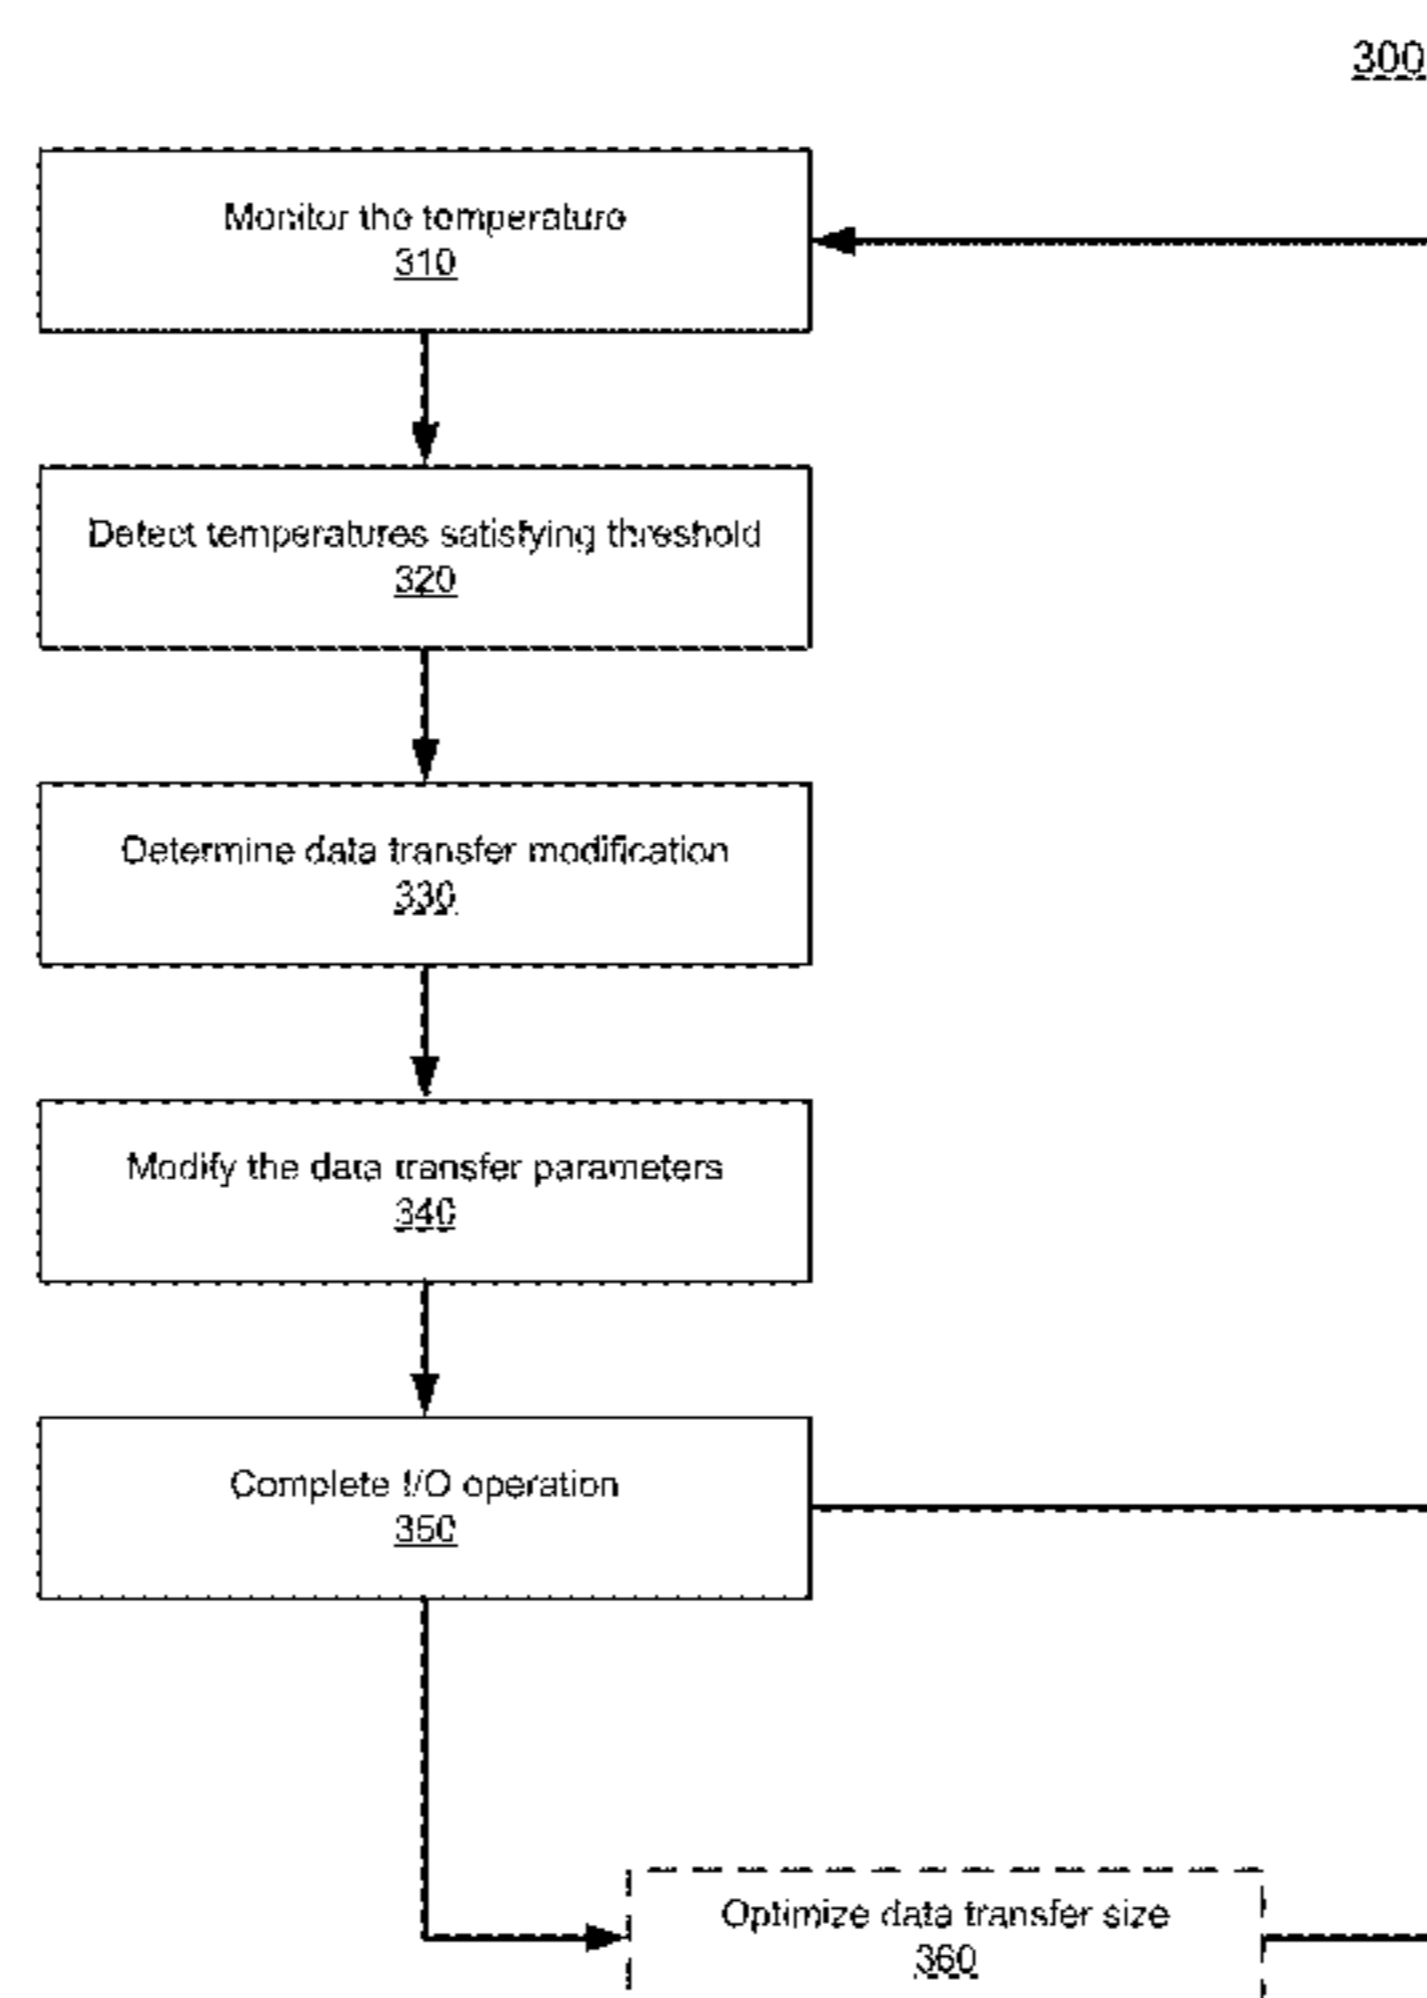 300
Monitor the temperature
310
Detect temperatures satisfying threshold
320
Determine data transfer modification
330
Modify the data transfer parameters
340
Complete I/O operation
350
Optimize data transfer size
360